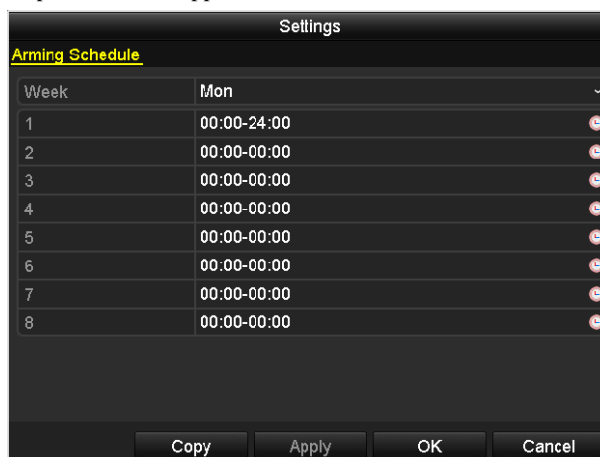 Settings
Arming Schedule
Week Mon
1 00:00-24:00
2 00:00-00:00
3 00:00-00:00
4 00:00-00:00
5 00:00-00:00
6 00:00-00:00
7 00:00-00:00
8 00:00-00:00
Copy Apply OK Cancel